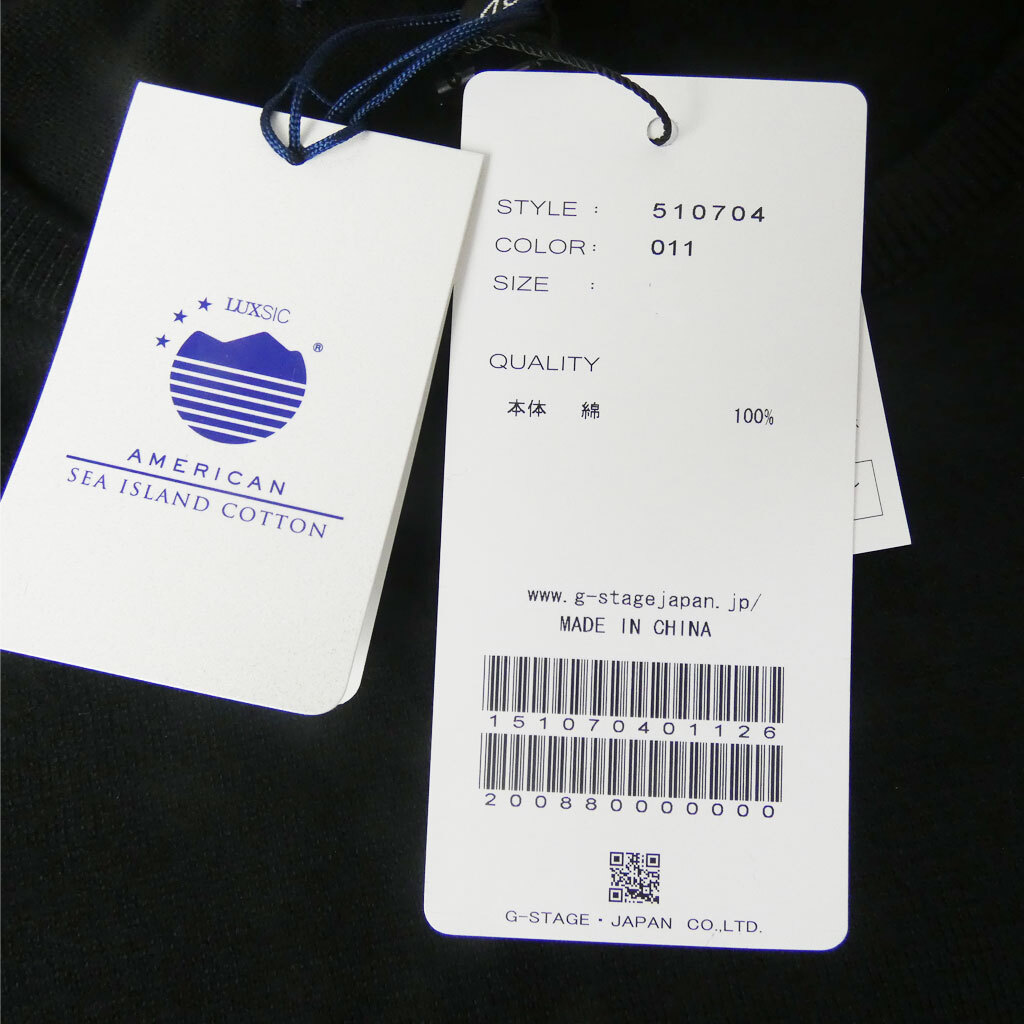 LUXSIC
®
AMERICAN
SEA ISLAND COTTON
STYLE : 510704
COLOR: 011
SIZE :
QUALITY
本体 綿 100%
www.g-stagejapan.jp/
MADE IN CHINA
151070401126
200880000000
G-STAGE・JAPAN CO.,LTD.